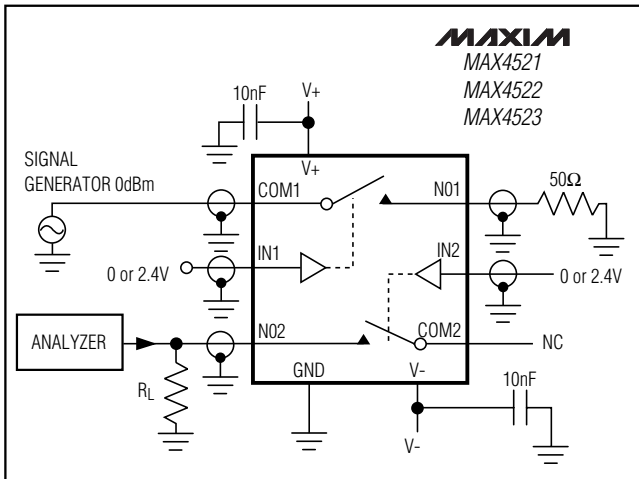 MAXIM
MAX4521
MAX4522
MAX4523
10nF
V+
V+
SIGNAL
GENERATOR 0dBm
COM1
N01
50Ω
IN1
IN2
0 or 2.4V
0 or 2.4V
ANALYZER
N02
COM2
NC
RL
GND
V-
10nF
V-